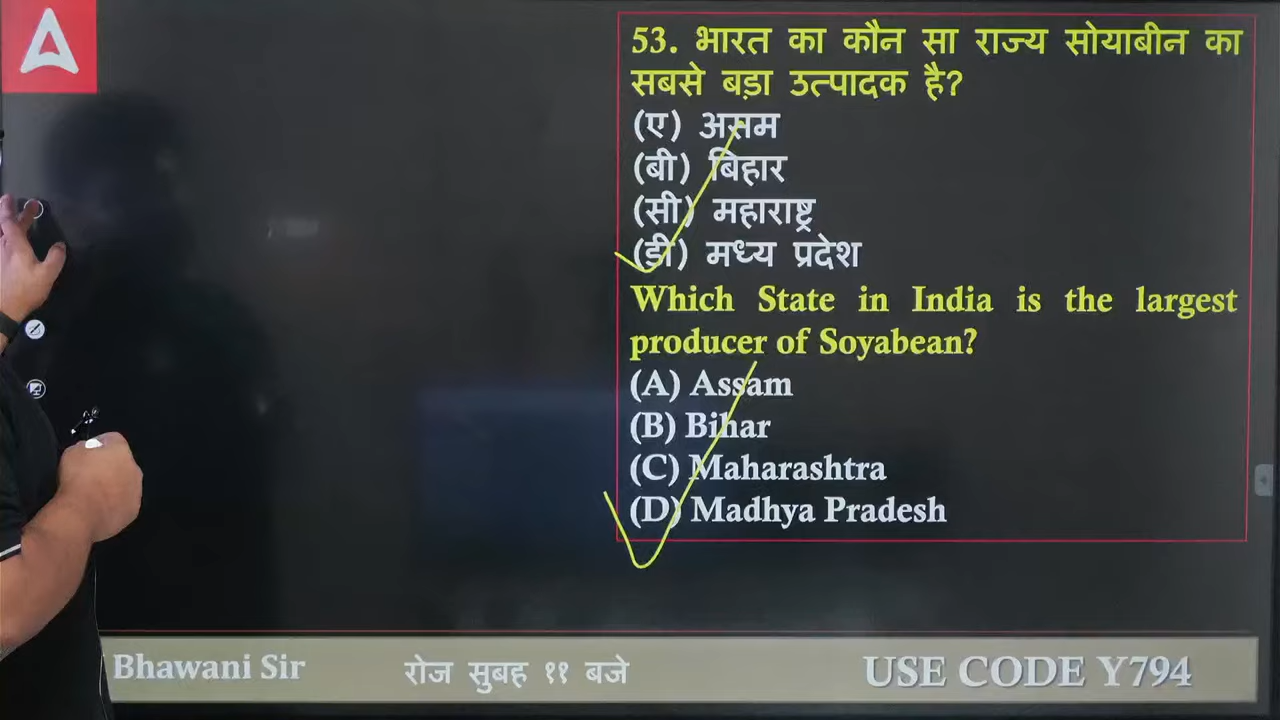 A
53. भारत का कौन सा राज्य सोयाबीन का
सबसे बड़ा उत्पादक है?
(ए) असम
(बी) बिहार
(सी) महाराष्ट्र
(डी) मध्य प्रदेश
Which State in India is the largest
producer of Soyabean?
(A) Assam
(B) Bihar
(C) Maharashtra
(D) Madhya Pradesh
Bhawani Sir रोज सुबह ११ बजे USE CODE Y794